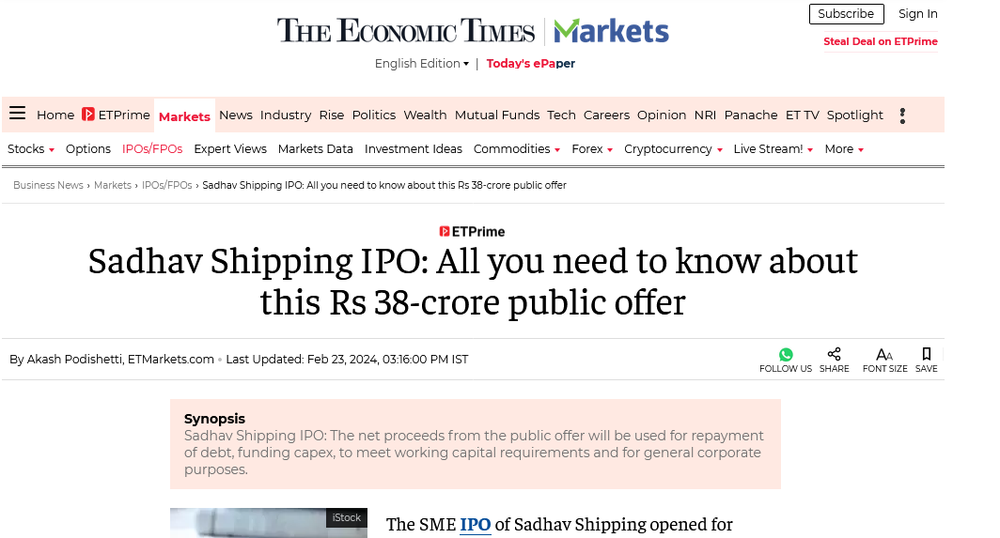 Subscribe
Sign In
THE ECONOMIC TIMES | Markets
Steal Deal on ETPrime
English Edition | Today's ePaper
Home ETPrime Markets News Industry Rise Politics Wealth Mutual Funds Tech Careers Opinion NRI Panache ET TV Spotlight
Stocks Options IPOs/FPOs Expert Views Markets Data Investment Ideas Commodities Forex Cryptocurrency Live Stream! More
Business News › Markets › IPOs/FPOs › Sadhav Shipping IPO: All you need to know about this Rs 38-crore public offer
ETPrime
Sadhav Shipping IPO: All you need to know about
this Rs 38-crore public offer
By Akash Podishetti, ETMarkets.com • Last Updated: Feb 23, 2024, 03:16:00 PM IST
FOLLOW US SHARE FONT SIZE SAVE
Synopsis
Sadhav Shipping IPO: The net proceeds from the public offer will be used for repayment
of debt, funding capex, to meet working capital requirements and for general corporate
purposes.
iStock
The SME IPO of Sadhav Shipping opened for